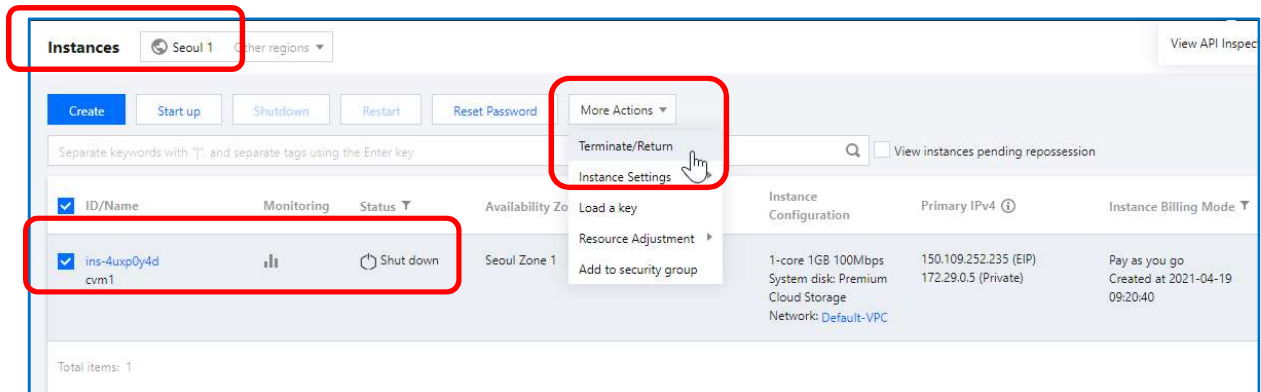 Instances Seoul 1 Other regions
View API Inspec
Create Start up Shutdown Restart Reset Password More Actions
Separate keywords with "|", and separate tags using the Enter key
View instances pending repossession
Terminate/Return
Instance Settings
Load a key
Resource Adjustment
Add to security group
ID/Name Monitoring Status Availability Zo Instance Configuration Primary IPv4 Instance Billing Mode
ins-4uxp0y4d
cvm1
Shut down
Seoul Zone 1
1-core 1GB 100Mbps
System disk: Premium
Cloud Storage
Network: Default-VPC
150.109.252.235 (EIP)
172.29.0.5 (Private)
Pay as you go
Created at 2021-04-19
09:20:40
Total items: 1